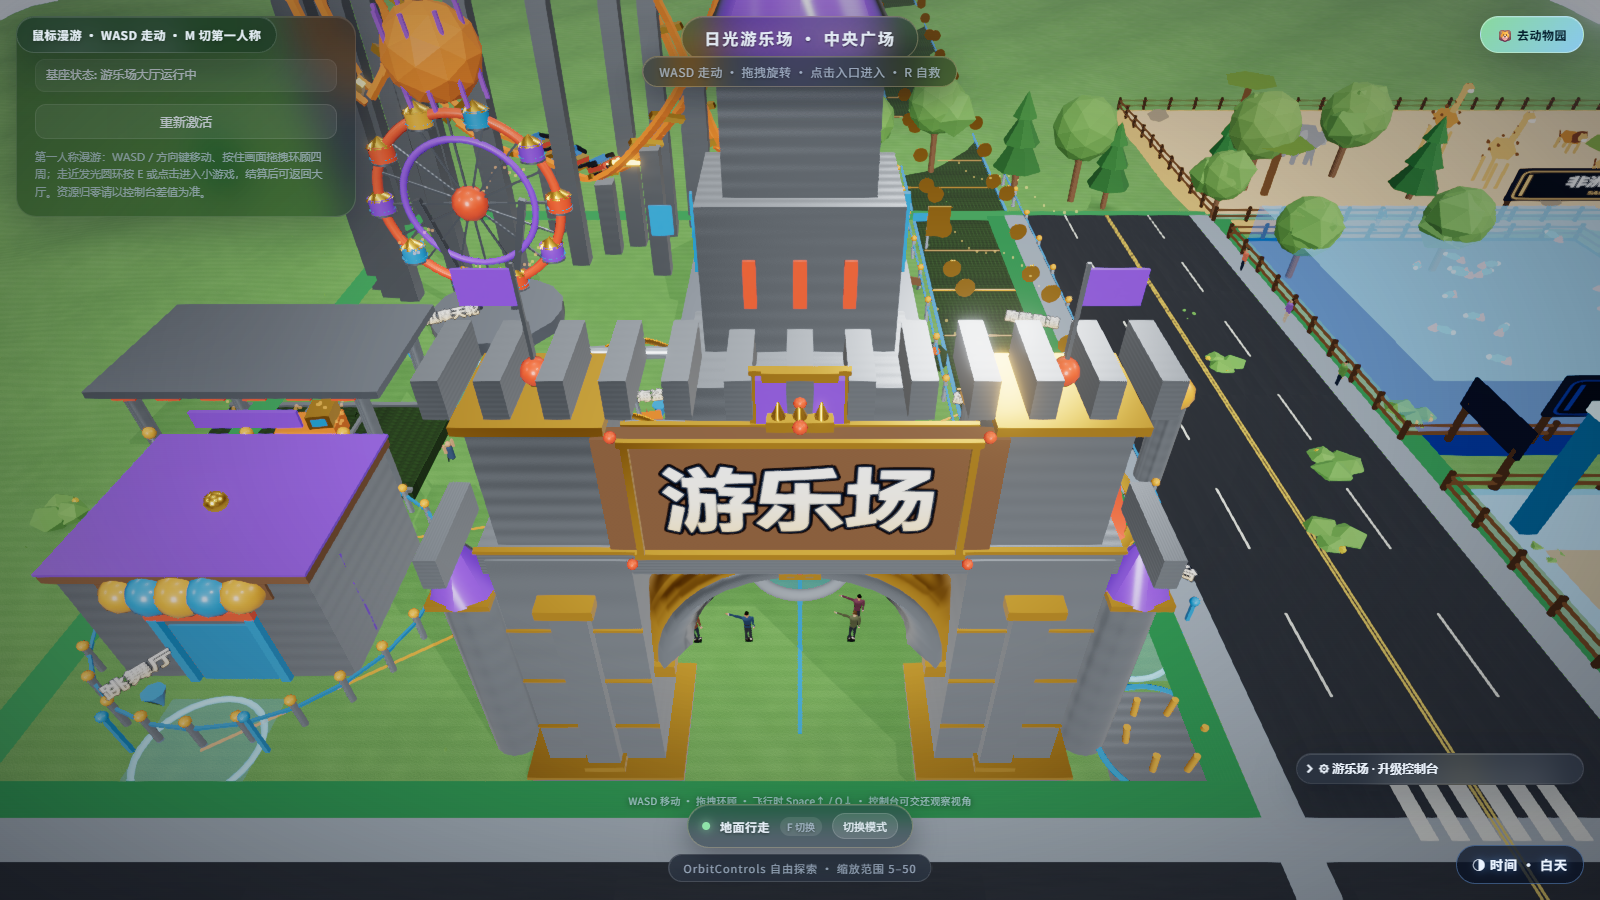 鼠标漫游 • WASD 走动 • M 切第一人称
基座状态: 游乐场大厅运行中
重新激活
第一人称漫游：WASD / 方向键移动、按住画面拖拽环顾四
周；走近发光圆环按 E 或点击进入小游戏，结算后可返回大
厅。资源归零请以控制台差值为准。
日光游乐场 • 中央广场
WASD 走动 • 拖拽旋转 • 点击入口进入 • R 自救
去动物园
摩天轮
游乐场
跳舞厅
游乐场 · 升级控制台
WASD 移动 • 拖拽环顾 • 飞行时 Space↑ / Q↓ • 控制台可交还观察视角
地面行走
F 切换
切换模式
OrbitControls 自由探索 • 缩放范围 5–50
时间 • 白天